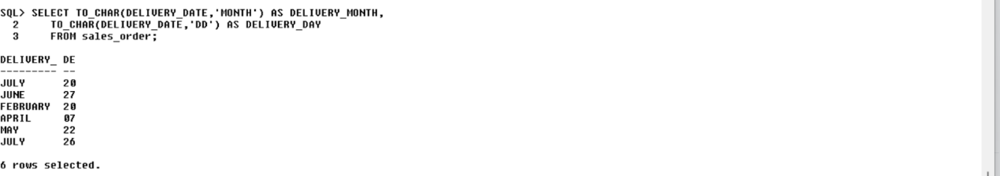 SQL> SELECT TO_CHAR(DELIVERY_DATE,'MONTH') AS DELIVERY_MONTH,
  2     TO_CHAR(DELIVERY_DATE,'DD') AS DELIVERY_DAY
  3     FROM sales_order;
DELIVERY_ DE
--------- --
JULY      20
JUNE      27
FEBRUARY  20
APRIL     07
MAY       22
JULY      26
6 rows selected.